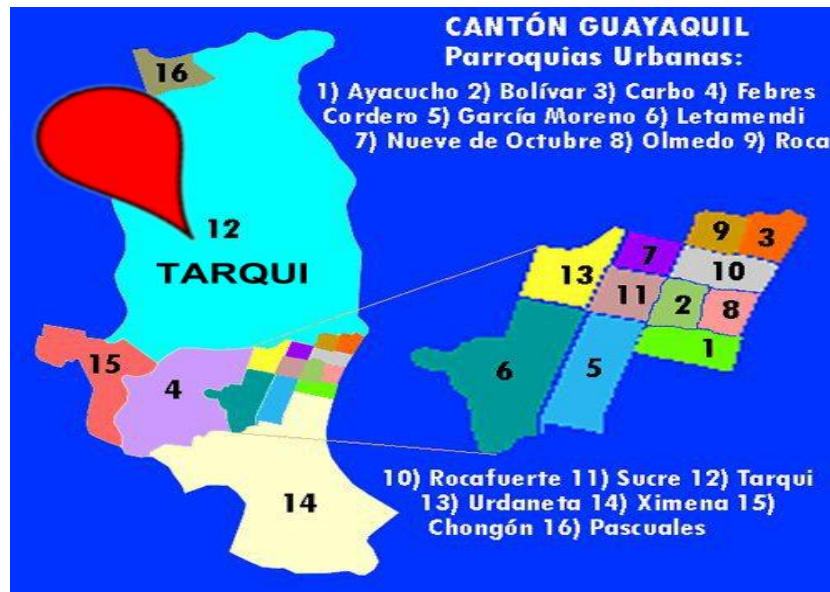 CANTÓN GUAYAQUIL
Parroquias Urbanas:
1) Ayacucho 2) Bolívar 3) Carbo 4) Febres
Cordero 5) García Moreno 6) Letamendi
7) Nueve de Octubre 8) Olmedo 9) Roca
16
12
TARQUI
15
4
14
9
3
7
10
13
11
2
8
1
6
5
10) Rocafuerte 11) Sucre 12) Tarqui
13) Urdaneta 14) Ximena 15)
Chongón 16) Pascuales